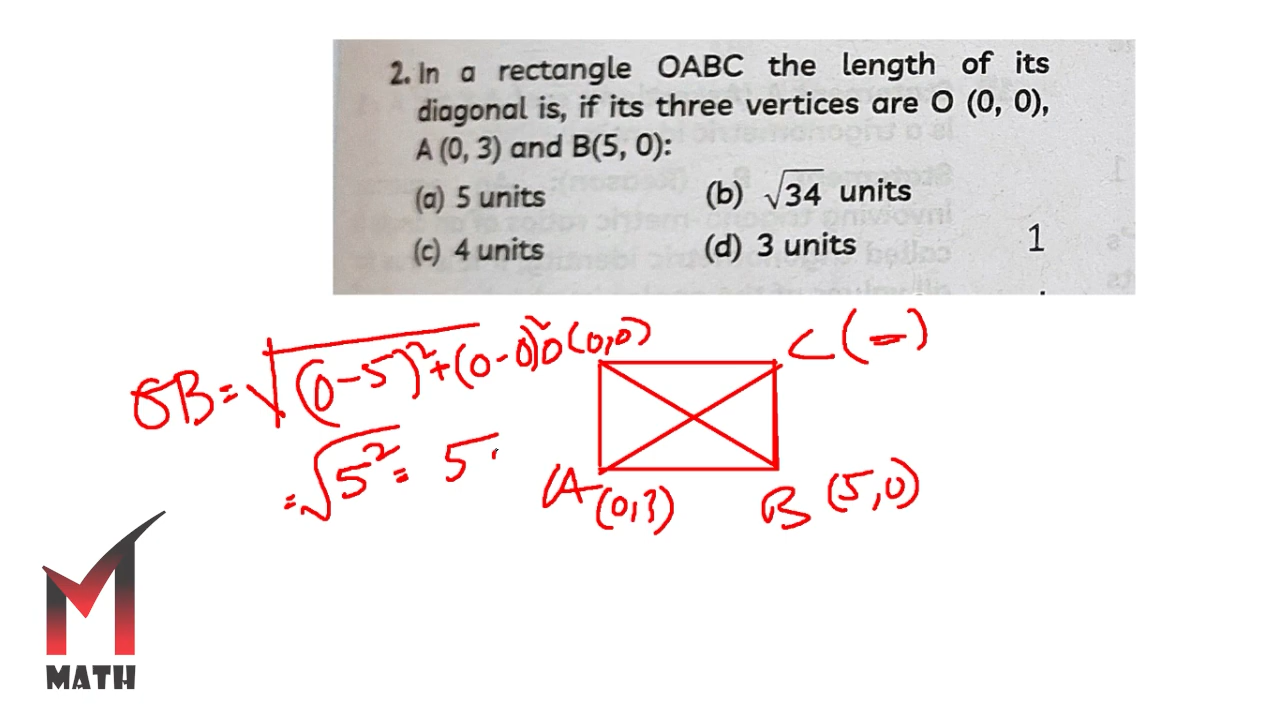 2. In a rectangle OABC the length of its
diagonal is, if its three vertices are O (0, 0),
A (0, 3) and B(5, 0):
(a) 5 units (b) √34 units
(c) 4 units (d) 3 units 1
OB = √(0-5)²+(0-0)²
= √5² = 5
O (0,0)
C (-)
A (0,3)
B (5,0)
MATH